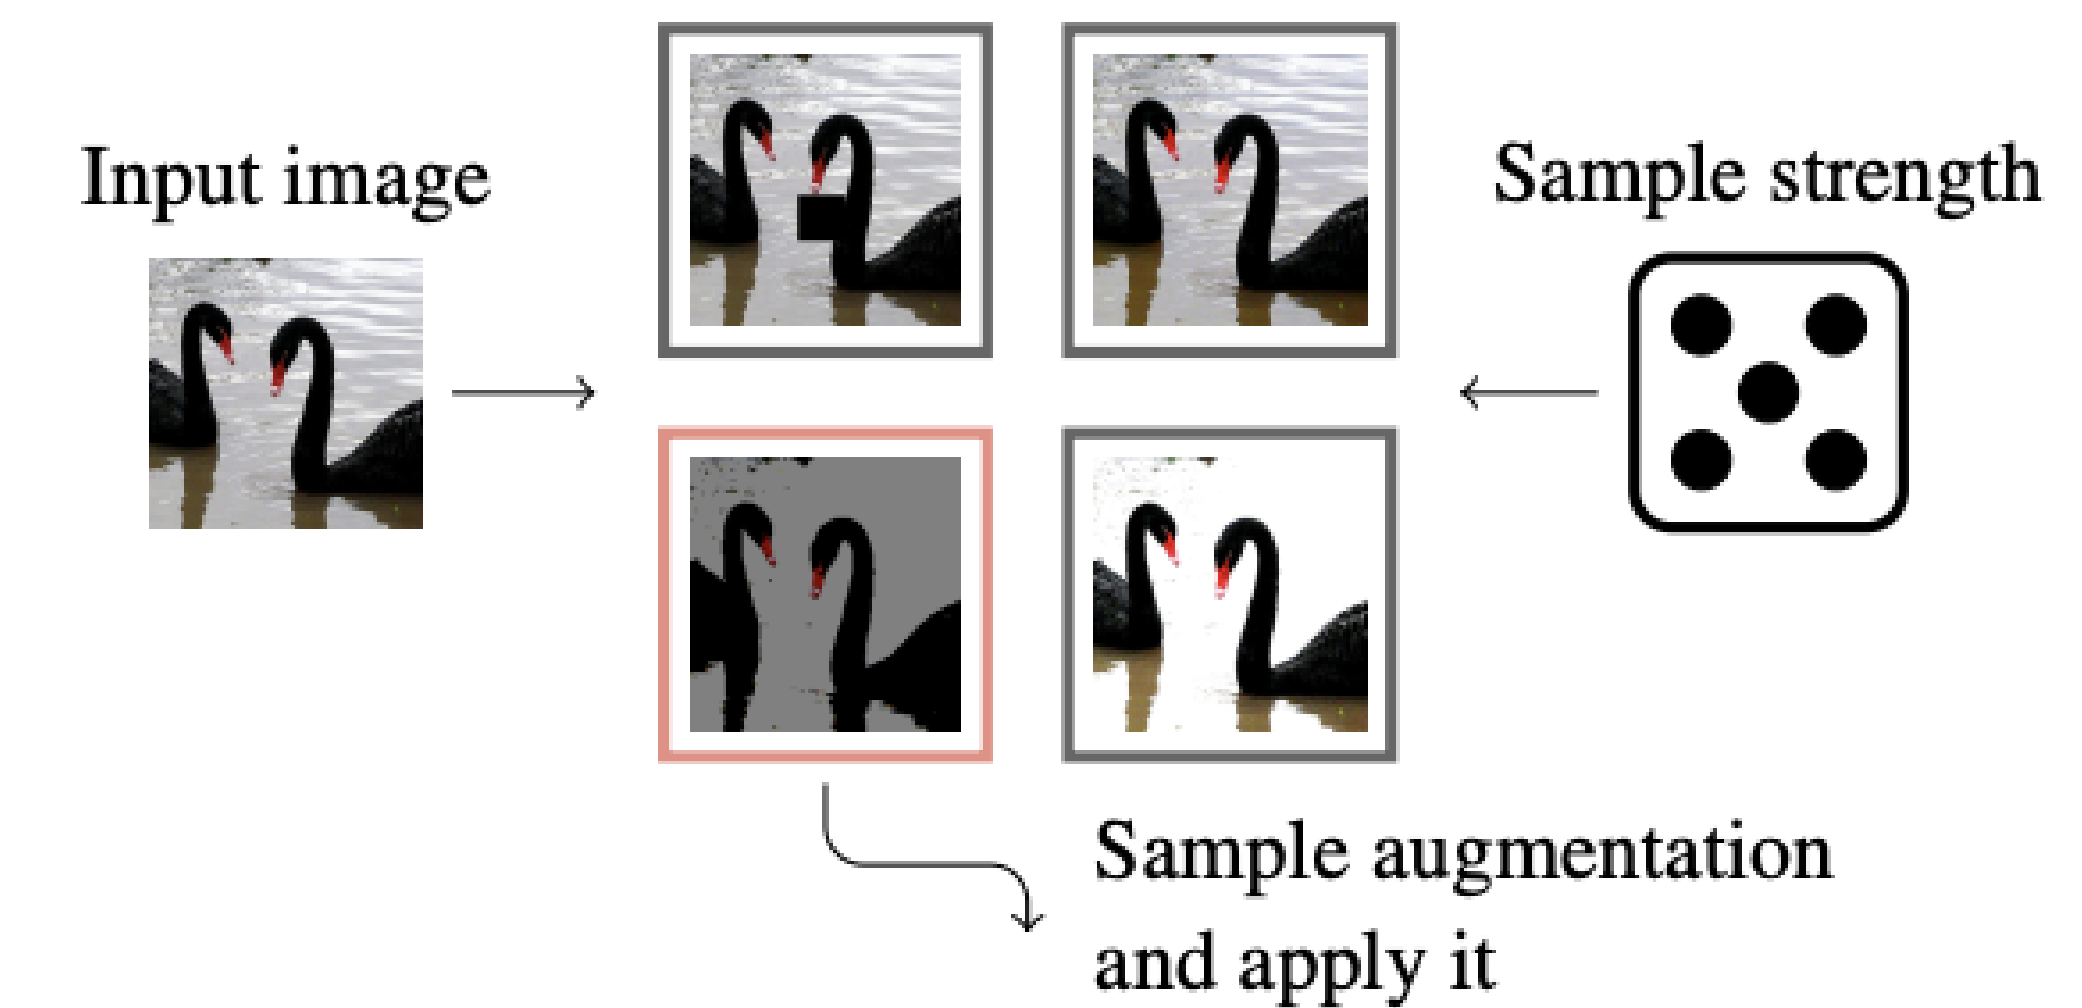 Input image
Sample strength
Sample augmentation
and apply it